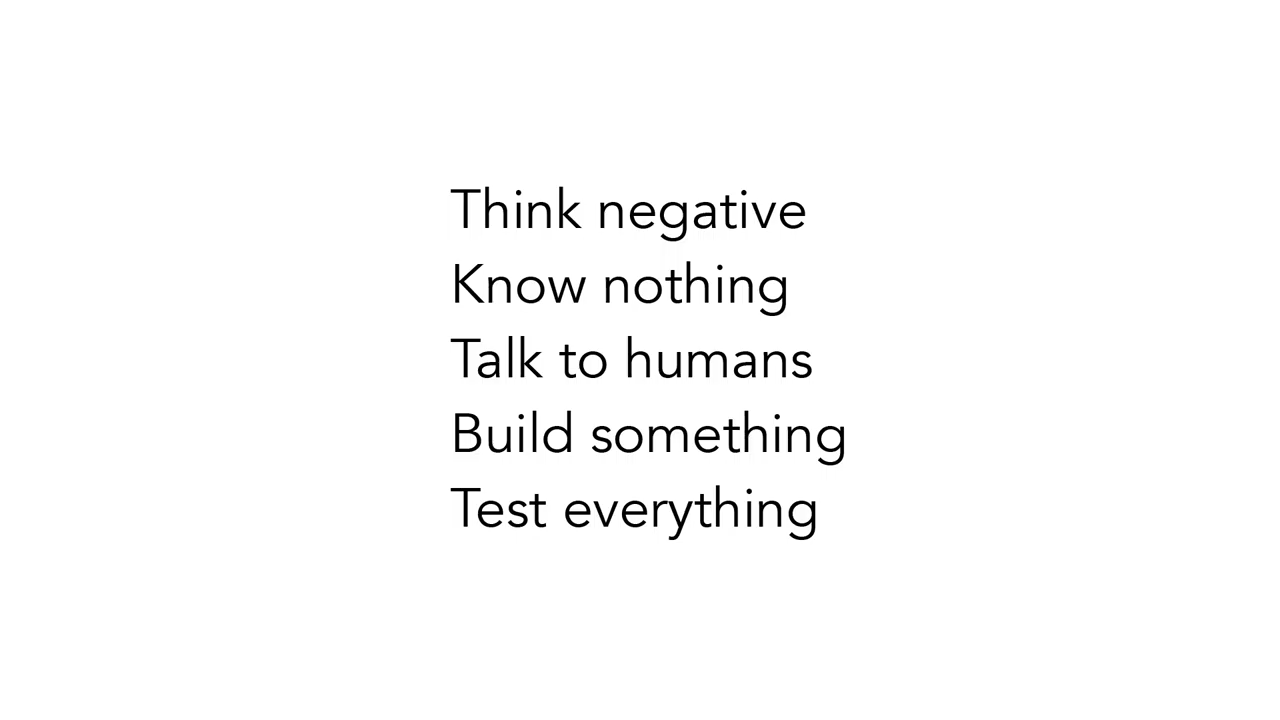 Think negative
Know nothing
Talk to humans
Build something
Test everything